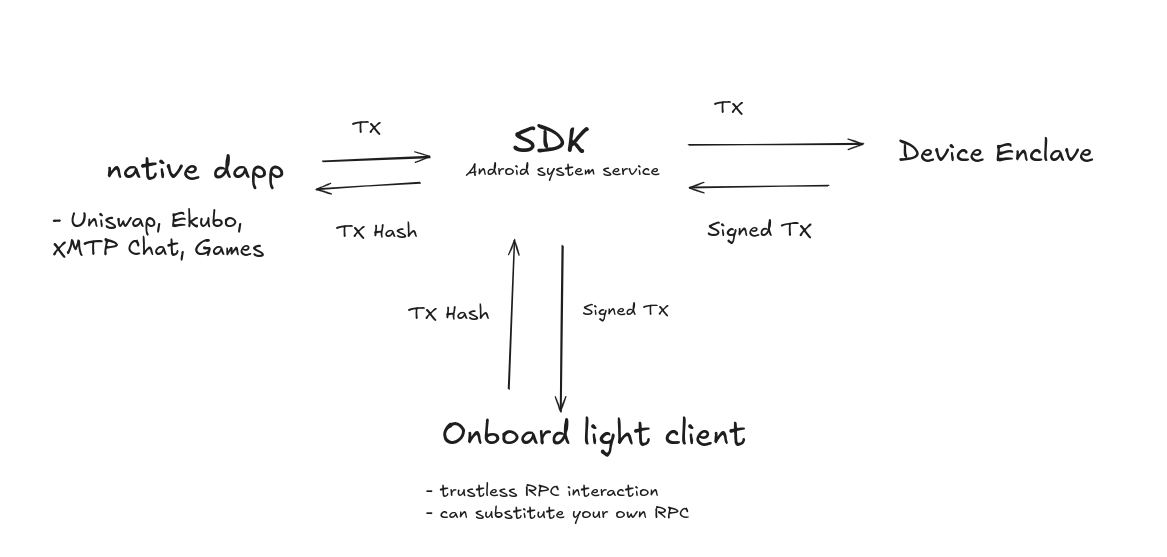 TX
SDK
TX
Device Enclave
native dapp
Android system service
- Uniswap, Ekubo,
XMTP Chat, Games
TX Hash
Signed TX
TX Hash
Signed TX
Onboard light client
- trustless RPC interaction
- can substitute your own RPC